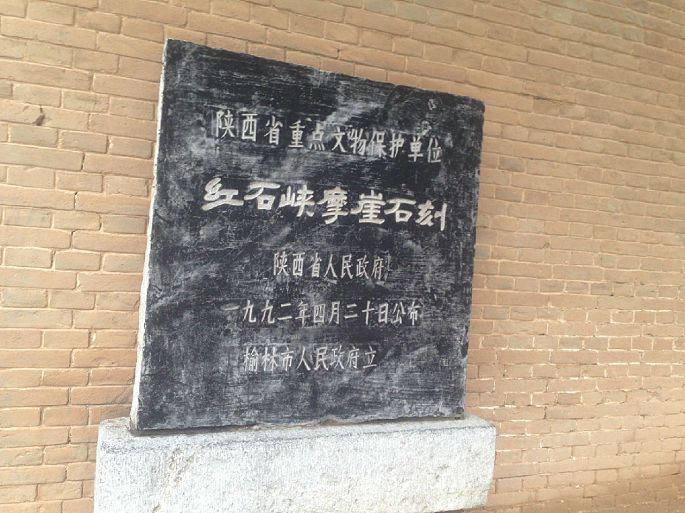 陕西省重点文物保护单位
红石峡摩崖石刻
陕西省人民政府
一九九二年四月二十日公布
榆林市人民政府立